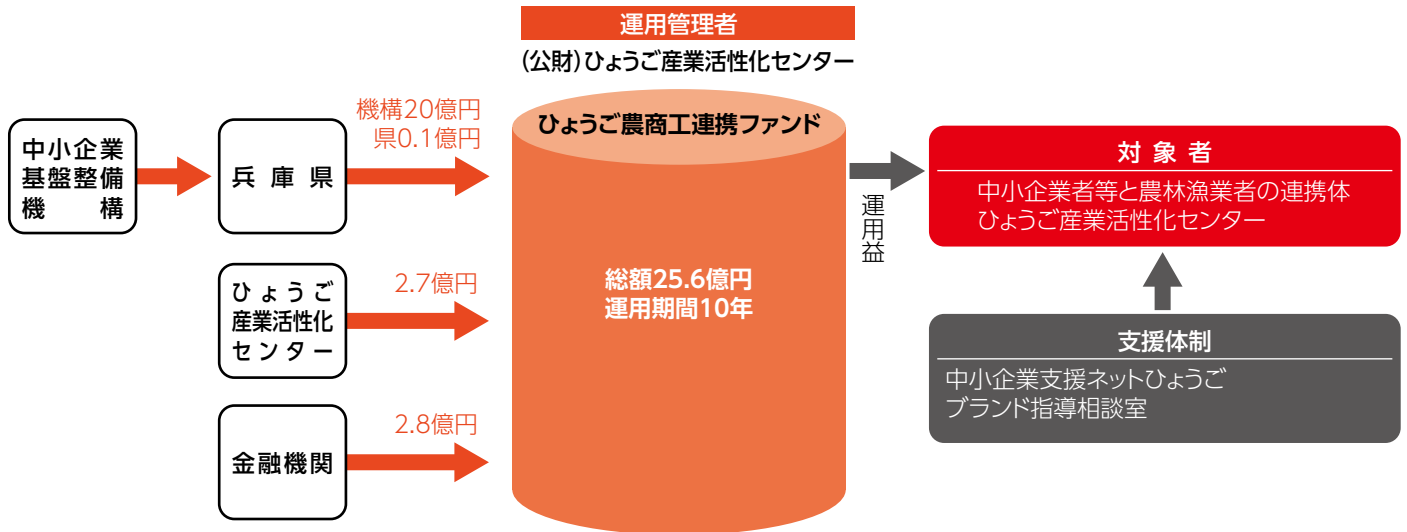 運用管理者
(公財)ひょうご産業活性化センター
中小企業
基盤整備
機構
兵庫県
機構20億円
県0.1億円
ひょうご
産業活性化
センター
2.7億円
金融機関
2.8億円
ひょうご農商工連携ファンド
総額25.6億円
運用期間10年
運用益
対象者
中小企業者等と農林漁業者の連携体
ひょうご産業活性化センター
支援体制
中小企業支援ネットひょうご
ブランド指導相談室